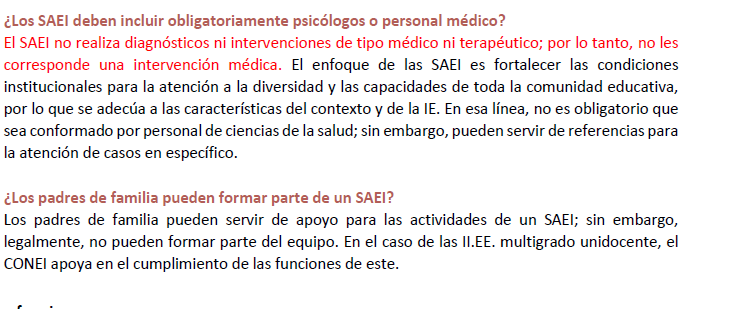 ¿Los SAEI deben incluir obligatoriamente psicólogos o personal médico?
El SAEI no realiza diagnósticos ni intervenciones de tipo médico ni terapéutico; por lo tanto, no les
corresponde una intervención médica. El enfoque de las SAEI es fortalecer las condiciones
institucionales para la atención a la diversidad y las capacidades de toda la comunidad educativa,
por lo que se adecúa a las características del contexto y de la IE. En esa línea, no es obligatorio que
sea conformado por personal de ciencias de la salud; sin embargo, pueden servir de referencias para
la atención de casos en específico.
¿Los padres de familia pueden formar parte de un SAEI?
Los padres de familia pueden servir de apoyo para las actividades de un SAEI; sin embargo,
legalmente, no pueden formar parte del equipo. En el caso de las II.EE. multigrado unidocente, el
CONEI apoya en el cumplimiento de las funciones de este.